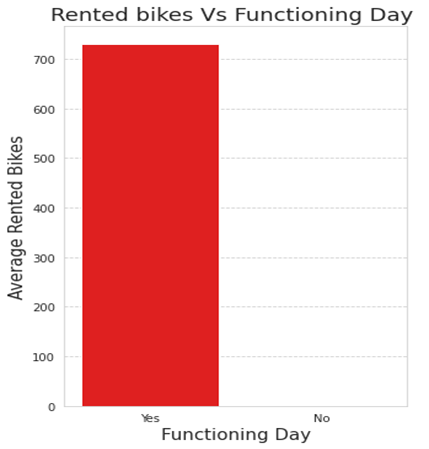 Rented bikes Vs Functioning Day
Average Rented Bikes
700
600
500
400
300
200
100
0
Yes
No
Functioning Day